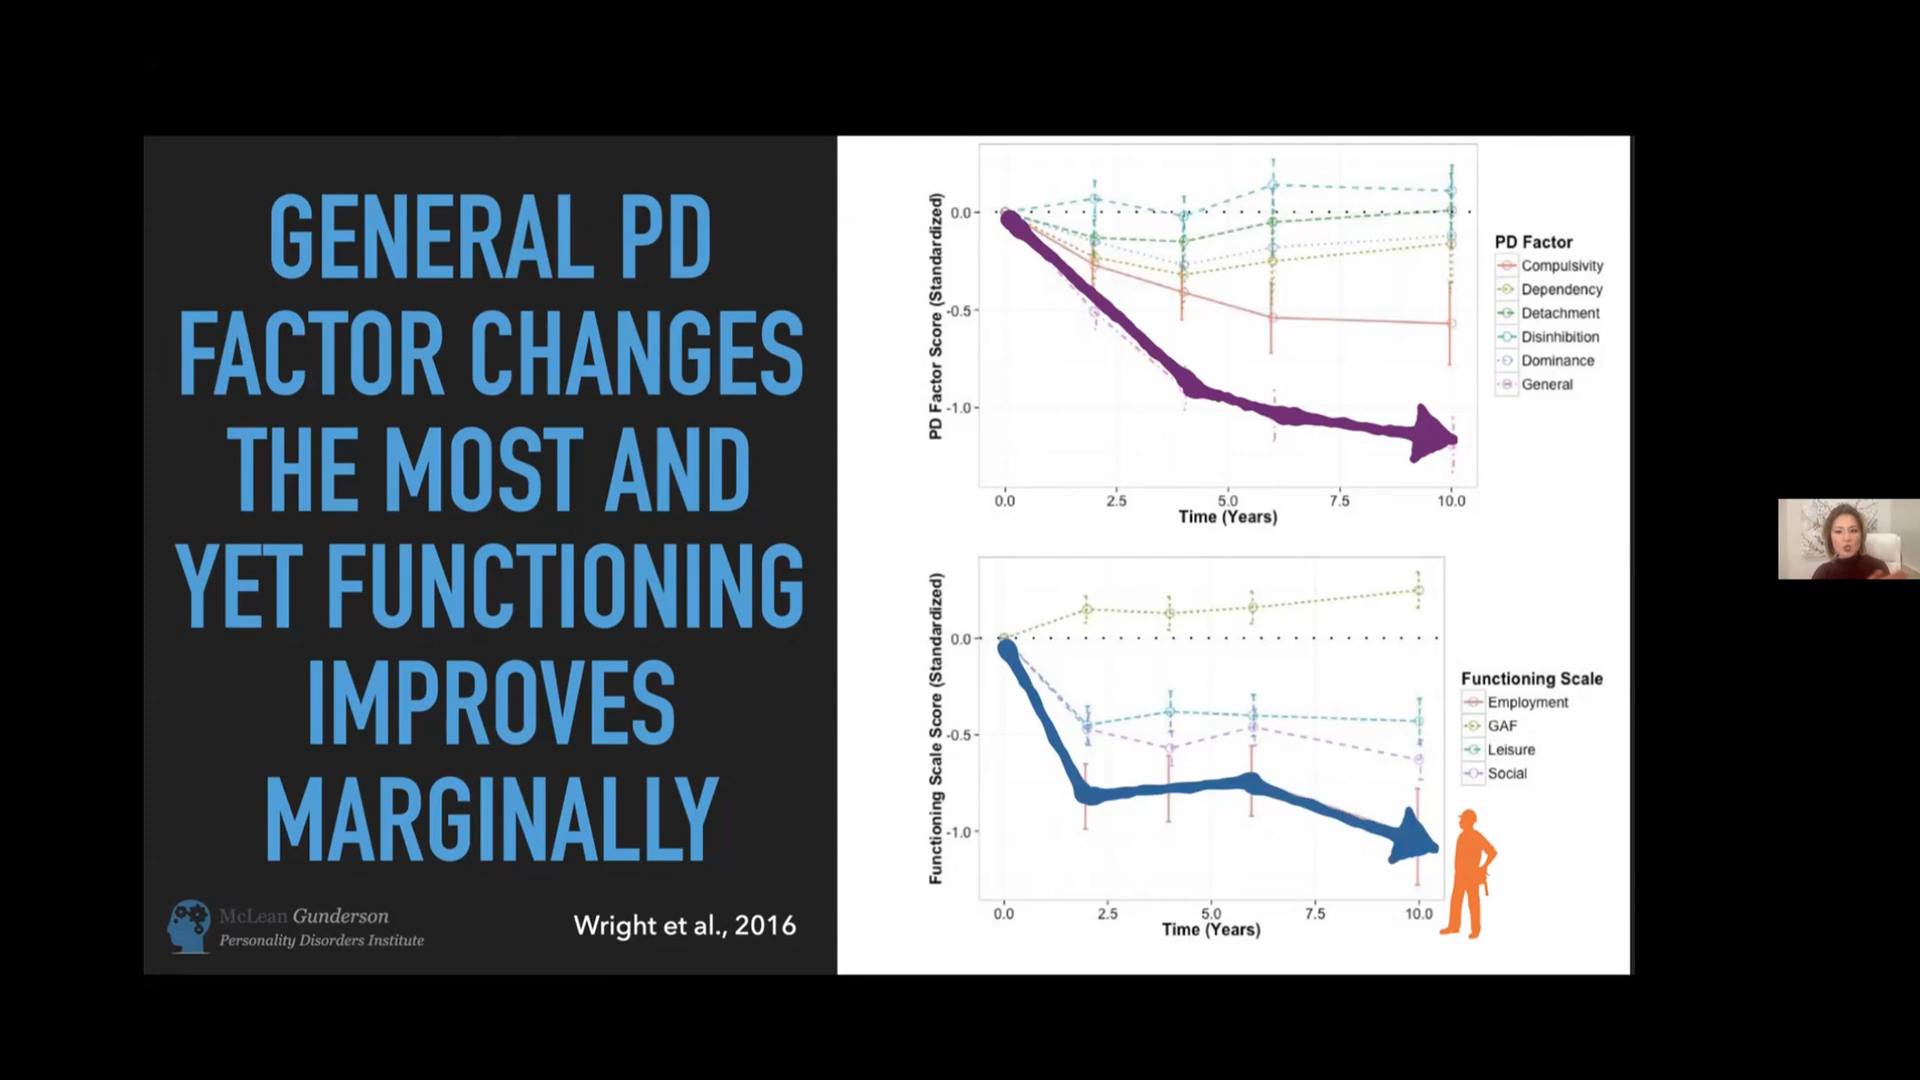 GENERAL PD
FACTOR CHANGES
THE MOST AND
YET FUNCTIONING
IMPROVES
MARGINALLY
McLean Gunderson
Personality Disorders Institute
Wright et al., 2016
PD Factor Score (Standardized)
0.0
-0.5
-1.0
0.0 2.5 5.0 7.5 10.0
Time (Years)
PD Factor
Compulsivity
Dependency
Detachment
Disinhibition
Dominance
General
Functioning Scale Score (Standardized)
0.0
-0.5
-1.0
0.0 2.5 5.0 7.5 10.0
Time (Years)
Functioning Scale
Employment
GAF
Leisure
Social